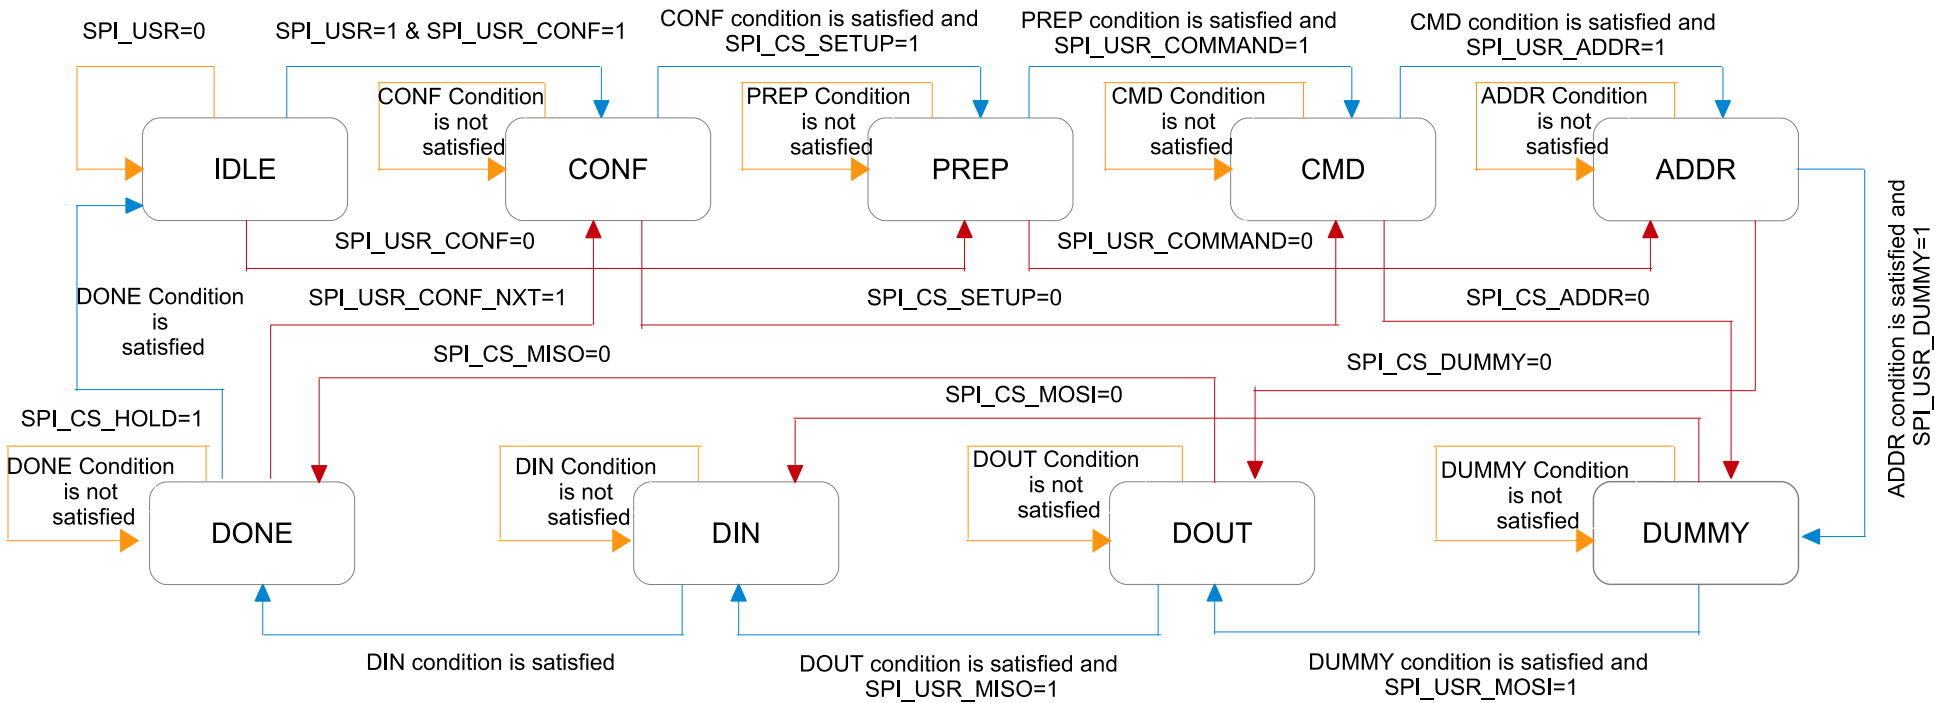 SPI_USR=0
SPI_USR=1 & SPI_USR_CONF=1
CONF condition is satisfied and
SPI_CS_SETUP=1
PREP condition is satisfied and
SPI_USR_COMMAND=1
CMD condition is satisfied and
SPI_USR_ADDR=1
CONF Condition
is not
satisfied
PREP Condition
is not
satisfied
CMD Condition
is not
satisfied
ADDR Condition
is not
satisfied
IDLE
CONF
PREP
CMD
ADDR
SPI_USR_CONF=0
SPI_USR_COMMAND=0
ADDR condition is satisfied and
SPI_USR_DUMMY=1
DONE Condition
is
satisfied
SPI_USR_CONF_NXT=1
SPI_CS_SETUP=0
SPI_CS_ADDR=0
SPI_CS_MISO=0
SPI_CS_DUMMY=0
SPI_CS_MOSI=0
SPI_CS_HOLD=1
DONE Condition
is not
satisfied
DIN Condition
is not
satisfied
DOUT Condition
is not
satisfied
DUMMY Condition
is not
satisfied
DONE
DIN
DOUT
DUMMY
DIN condition is satisfied
DOUT condition is satisfied and
SPI_USR_MISO=1
DUMMY condition is satisfied and
SPI_USR_MOSI=1